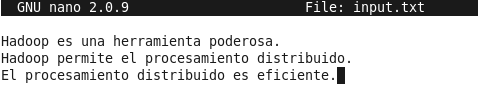 GNU nano 2.0.9 File: input.txt
Hadoop es una herramienta poderosa.
Hadoop permite el procesamiento distribuido.
El procesamiento distribuido es eficiente.